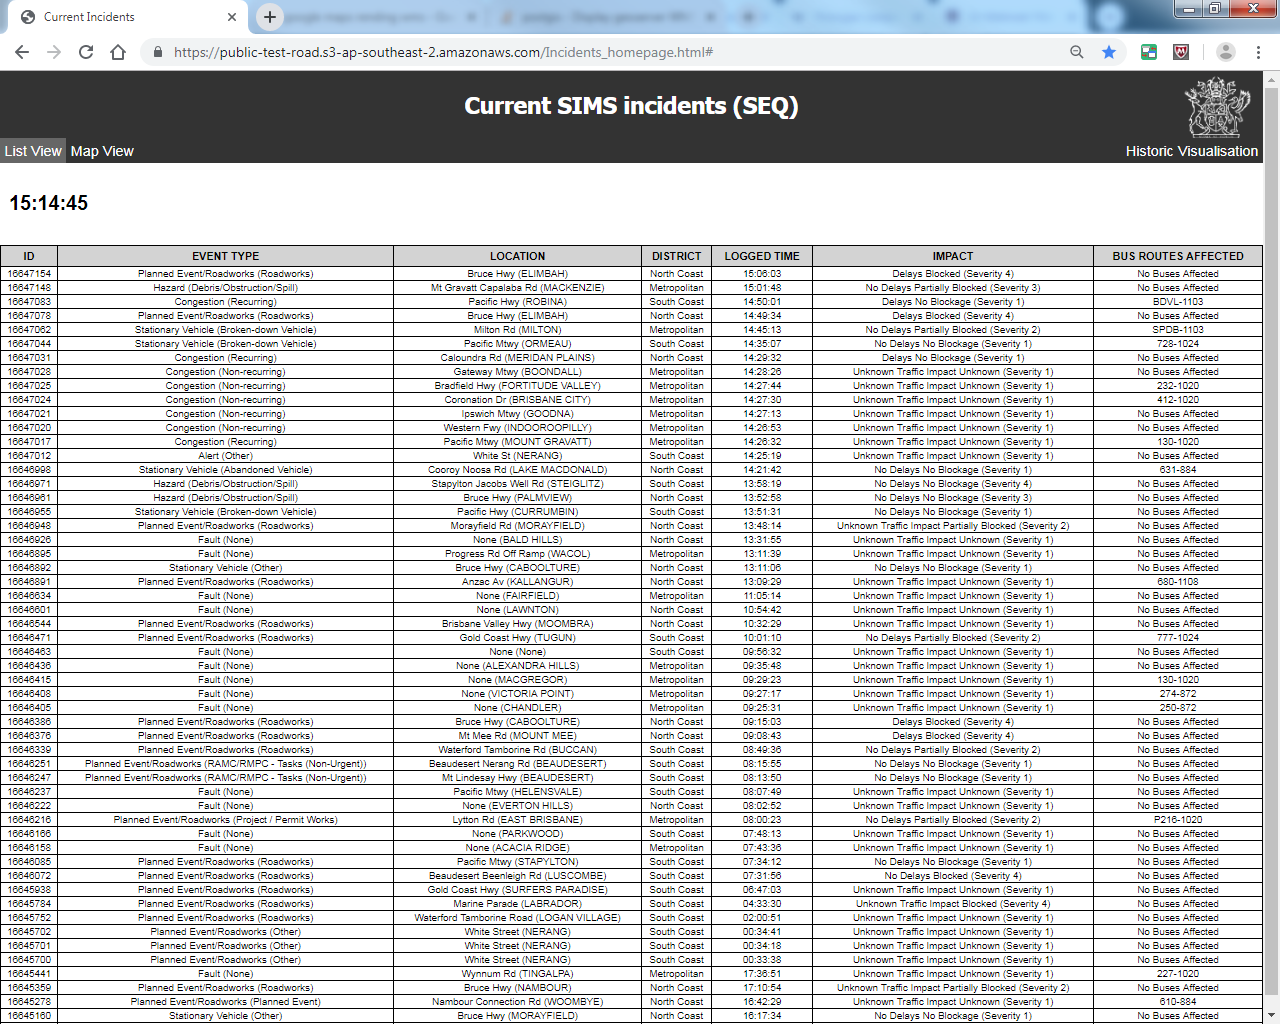 Current Incidents
https://public-test-road.s3-ap-southeast-2.amazonaws.com/Incidents_homepage.html#
Current SIMS incidents (SEQ)
List View Map View Historic Visualisation
15:14:45
ID EVENT TYPE LOCATION DISTRICT LOGGED TIME IMPACT BUS ROUTES AFFECTED
16647154 Planned Event/Roadworks (Roadworks) Bruce Hwy (ELIMBAH) North Coast 15:06:03 Delays Blocked (Severity 4) No Buses Affected
16647148 Hazard (Debris/Obstruction/Spill) Mt Gravatt Capalaba Rd (MACKENZIE) Metropolitan 15:01:48 No Delays Partially Blocked (Severity 3) No Buses Affected
16647083 Congestion (Recurring) Pacific Hwy (ROBINA) South Coast 14:50:01 Delays No Blockage (Severity 1) BDVL-1103
16647078 Planned Event/Roadworks (Roadworks) Bruce Hwy (ELIMBAH) North Coast 14:49:34 Delays Blocked (Severity 4) No Buses Affected
16647062 Stationary Vehicle (Broken-down Vehicle) Milton Rd (MILTON) Metropolitan 14:45:13 No Delays Partially Blocked (Severity 2) SPDB-1103
16647044 Stationary Vehicle (Broken-down Vehicle) Pacific Mtwy (ORMEAU) South Coast 14:35:07 No Delays No Blockage (Severity 1) 728-1024
16647031 Congestion (Recurring) Caloundra Rd (MERIDAN PLAINS) North Coast 14:29:32 Delays No Blockage (Severity 1) No Buses Affected
16647028 Congestion (Non-recurring) Gateway Mtwy (BOONDALL) Metropolitan 14:28:26 Unknown Traffic Impact Unknown (Severity 1) No Buses Affected
16647025 Congestion (Non-recurring) Bradfield Hwy (FORTITUDE VALLEY) Metropolitan 14:27:44 Unknown Traffic Impact Unknown (Severity 1) 232-1020
16647024 Congestion (Non-recurring) Coronation Dr (BRISBANE CITY) Metropolitan 14:27:30 Unknown Traffic Impact Unknown (Severity 1) 412-1020
16647021 Congestion (Non-recurring) Ipswich Mtwy (GOODNA) Metropolitan 14:27:13 Unknown Traffic Impact Unknown (Severity 1) No Buses Affected
16647020 Congestion (Non-recurring) Western Fwy (INDOOROOPILLY) Metropolitan 14:26:53 Unknown Traffic Impact Unknown (Severity 1) No Buses Affected
16647017 Congestion (Recurring) Pacific Mtwy (MOUNT GRAVATT) Metropolitan 14:26:32 Unknown Traffic Impact Unknown (Severity 1) 130-1020
16647012 Alert (Other) White St (NERANG) South Coast 14:25:19 Unknown Traffic Impact Unknown (Severity 1) No Buses Affected
16646998 Stationary Vehicle (Abandoned Vehicle) Cooroy Noosa Rd (LAKE MACDONALD) North Coast 14:21:42 No Delays No Blockage (Severity 1) 631-884
16646971 Hazard (Debris/Obstruction/Spill) Stapylton Jacobs Well Rd (STEIGLITZ) South Coast 13:58:19 No Delays No Blockage (Severity 4) No Buses Affected
16646961 Hazard (Debris/Obstruction/Spill) Bruce Hwy (PALMVIEW) North Coast 13:52:58 No Delays No Blockage (Severity 3) No Buses Affected
16646955 Stationary Vehicle (Broken-down Vehicle) Pacific Hwy (CURRUMBIN) South Coast 13:51:31 No Delays No Blockage (Severity 1) No Buses Affected
16646948 Planned Event/Roadworks (Roadworks) Morayfield Rd (MORAYFIELD) North Coast 13:48:14 Unknown Traffic Impact Partially Blocked (Severity 2) No Buses Affected
16646926 Fault (None) None (BALD HILLS) North Coast 13:31:55 Unknown Traffic Impact Unknown (Severity 1) No Buses Affected
16646895 Fault (None) Progress Rd Off Ramp (WACOL) Metropolitan 13:11:39 Unknown Traffic Impact Unknown (Severity 1) No Buses Affected
16646892 Stationary Vehicle (Other) Bruce Hwy (CABOOLTURE) North Coast 13:11:06 No Delays No Blockage (Severity 1) No Buses Affected
16646891 Planned Event/Roadworks (Roadworks) Anzac Av (KALLANGUR) North Coast 13:09:29 Unknown Traffic Impact Unknown (Severity 1) 680-1108
16646634 Fault (None) None (FAIRFIELD) Metropolitan 11:05:14 Unknown Traffic Impact Unknown (Severity 1) No Buses Affected
16646601 Fault (None) None (LAWNTON) North Coast 10:54:42 Unknown Traffic Impact Unknown (Severity 1) No Buses Affected
16646544 Planned Event/Roadworks (Roadworks) Brisbane Valley Hwy (MOOMBRA) North Coast 10:32:29 Unknown Traffic Impact Unknown (Severity 1) No Buses Affected
16646471 Planned Event/Roadworks (Roadworks) Gold Coast Hwy (TUGUN) South Coast 10:01:10 No Delays Partially Blocked (Severity 2) 777-1024
16646463 Fault (None) None (None) South Coast 09:56:32 Unknown Traffic Impact Unknown (Severity 1) No Buses Affected
16646436 Fault (None) None (ALEXANDRA HILLS) Metropolitan 09:35:48 Unknown Traffic Impact Unknown (Severity 1) No Buses Affected
16646415 Fault (None) None (MACGREGOR) Metropolitan 09:29:23 Unknown Traffic Impact Unknown (Severity 1) 130-1020
16646408 Fault (None) None (VICTORIA POINT) Metropolitan 09:27:17 Unknown Traffic Impact Unknown (Severity 1) 274-872
16646405 Fault (None) None (CHANDLER) Metropolitan 09:25:31 Unknown Traffic Impact Unknown (Severity 1) 250-872
16646386 Planned Event/Roadworks (Roadworks) Bruce Hwy (CABOOLTURE) North Coast 09:15:03 Delays Blocked (Severity 4) No Buses Affected
16646376 Planned Event/Roadworks (Roadworks) Mt Mee Rd (MOUNT MEE) North Coast 09:08:43 Delays Blocked (Severity 4) No Buses Affected
16646339 Planned Event/Roadworks (Roadworks) Waterford Tamborine Rd (BUCCAN) South Coast 08:49:36 No Delays Partially Blocked (Severity 2) No Buses Affected
16646251 Planned Event/Roadworks (RAMC/RMPC - Tasks (Non-Urgent)) Beaudesert Nerang Rd (BEAUDESERT) South Coast 08:15:55 No Delays No Blockage (Severity 1) No Buses Affected
16646247 Planned Event/Roadworks (RAMC/RMPC - Tasks (Non-Urgent)) Mt Lindesay Hwy (BEAUDESERT) South Coast 08:13:50 No Delays No Blockage (Severity 1) No Buses Affected
16646237 Fault (None) Pacific Mtwy (HELENSVALE) South Coast 08:07:49 Unknown Traffic Impact Unknown (Severity 1) No Buses Affected
16646222 Fault (None) None (EVERTON HILLS) North Coast 08:02:52 Unknown Traffic Impact Unknown (Severity 1) No Buses Affected
16646216 Planned Event/Roadworks (Project / Permit Works) Lytton Rd (EAST BRISBANE) Metropolitan 08:00:23 No Delays Partially Blocked (Severity 2) P216-1020
16646166 Fault (None) None (PARKWOOD) South Coast 07:48:13 Unknown Traffic Impact Unknown (Severity 1) No Buses Affected
16646158 Fault (None) None (ACACIA RIDGE) Metropolitan 07:43:36 Unknown Traffic Impact Unknown (Severity 1) No Buses Affected
16646085 Planned Event/Roadworks (Roadworks) Pacific Mtwy (STAPYLTON) South Coast 07:34:12 No Delays No Blockage (Severity 1) No Buses Affected
16646072 Planned Event/Roadworks (Roadworks) Beaudesert Beenleigh Rd (LUSCOMBE) South Coast 07:31:56 No Delays Blocked (Severity 4) No Buses Affected
16645938 Planned Event/Roadworks (Roadworks) Gold Coast Hwy (SURFERS PARADISE) South Coast 06:47:03 Unknown Traffic Impact Unknown (Severity 1) No Buses Affected
16645784 Planned Event/Roadworks (Roadworks) Marine Parade (LABRADOR) South Coast 04:33:30 Unknown Traffic Impact Blocked (Severity 4) No Buses Affected
16645752 Planned Event/Roadworks (Roadworks) Waterford Tamborine Road (LOGAN VILLAGE) South Coast 02:00:51 Unknown Traffic Impact Unknown (Severity 1) No Buses Affected
16645702 Planned Event/Roadworks (Other) White Street (NERANG) South Coast 00:34:41 Unknown Traffic Impact Unknown (Severity 1) No Buses Affected
16645701 Planned Event/Roadworks (Other) White Street (NERANG) South Coast 00:34:18 Unknown Traffic Impact Unknown (Severity 1) No Buses Affected
16645700 Planned Event/Roadworks (Other) White Street (NERANG) South Coast 00:33:38 Unknown Traffic Impact Unknown (Severity 1) No Buses Affected
16645441 Fault (None) Wynnum Rd (TINGALPA) Metropolitan 17:36:51 Unknown Traffic Impact Unknown (Severity 1) 227-1020
16645359 Planned Event/Roadworks (Roadworks) Bruce Hwy (NAMBOUR) North Coast 17:10:54 Unknown Traffic Impact Partially Blocked (Severity 2) No Buses Affected
16645278 Planned Event/Roadworks (Planned Event) Nambour Connection Rd (WOOMBYE) North Coast 16:42:29 Unknown Traffic Impact Unknown (Severity 1) 610-884
16645160 Stationary Vehicle (Other) Bruce Hwy (MORAYFIELD) North Coast 16:17:34 No Delays No Blockage (Severity 1) No Buses Affected